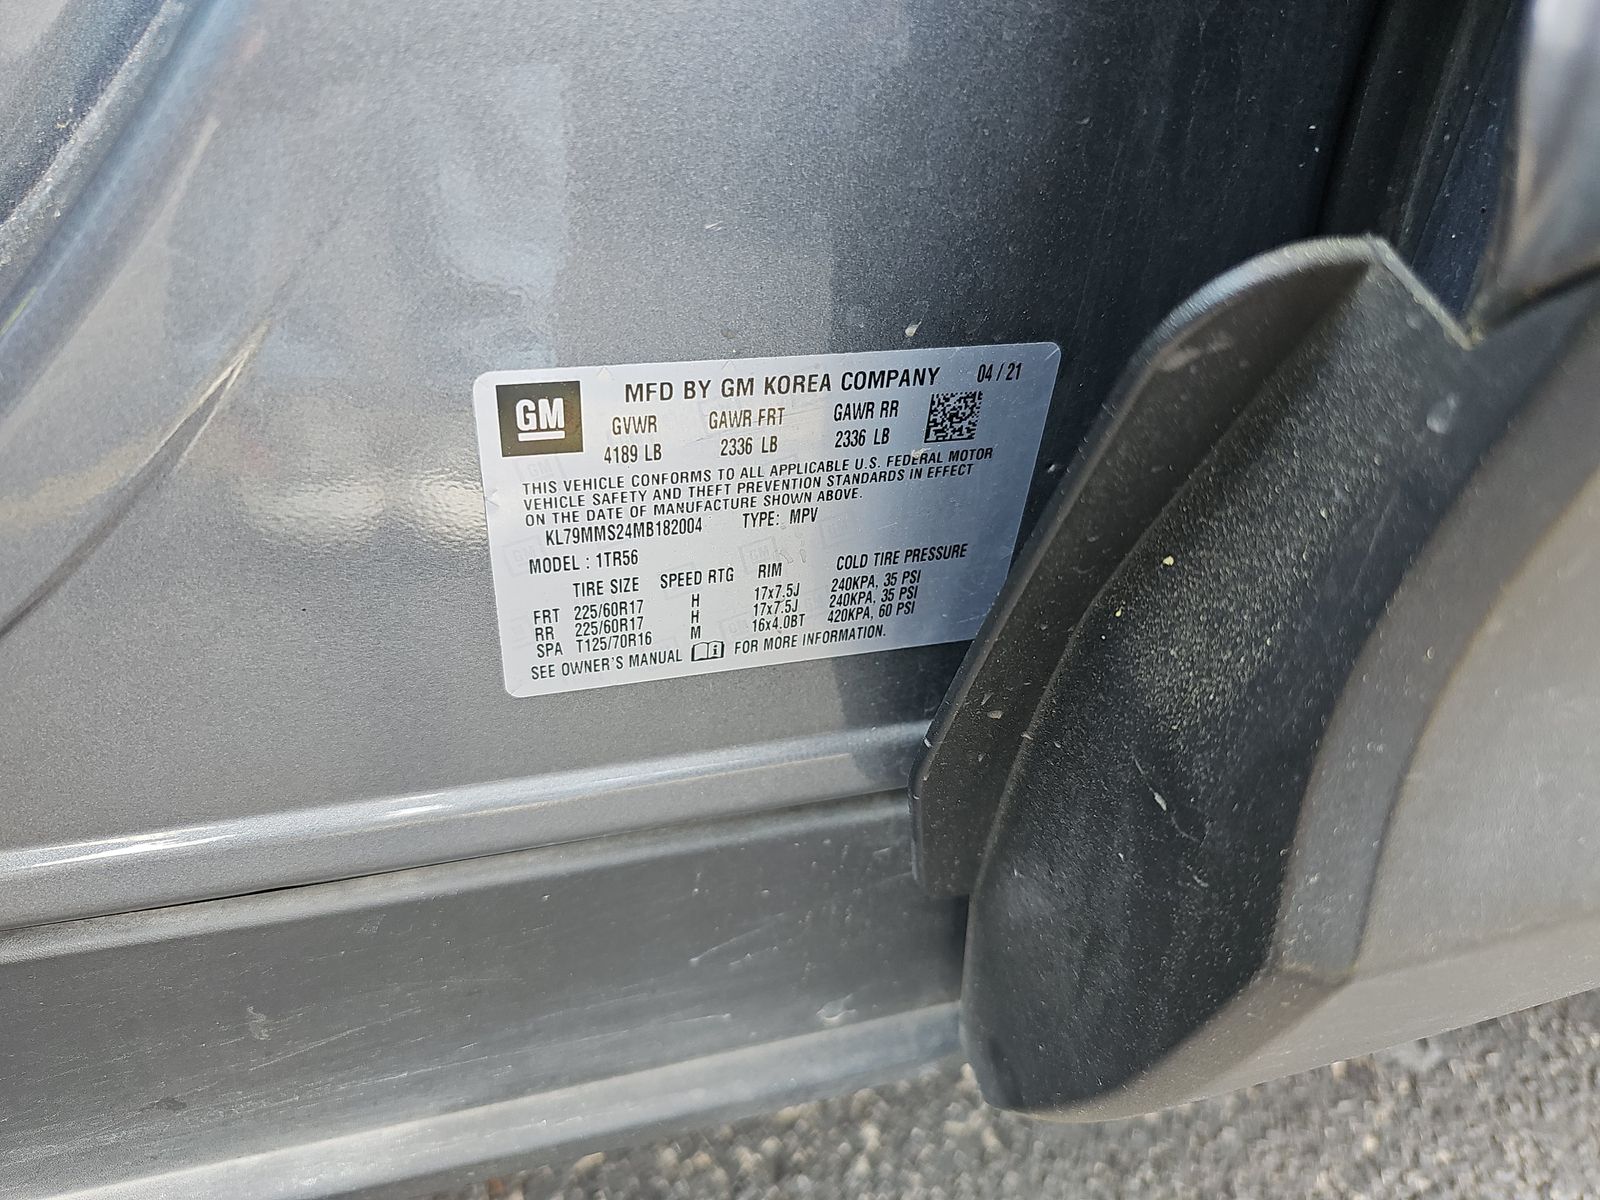 GM
MFD BY GM KOREA COMPANY 04 / 21
GVWR GAWR FRT GAWR RR
4189 LB 2336 LB 2336 LB
THIS VEHICLE CONFORMS TO ALL APPLICABLE U.S. FEDERAL MOTOR
VEHICLE SAFETY AND THEFT PREVENTION STANDARDS IN EFFECT
ON THE DATE OF MANUFACTURE SHOWN ABOVE.
KL79MMS24MB182004 TYPE: MPV
MODEL : 1TR56
TIRE SIZE SPEED RTG RIM COLD TIRE PRESSURE
FRT 225/60R17 H 17x7.5J 240KPA, 35 PSI
RR 225/60R17 H 17x7.5J 240KPA, 35 PSI
SPA T125/70R16 M 16x4.0BT 420KPA, 60 PSI
SEE OWNER'S MANUAL FOR MORE INFORMATION.